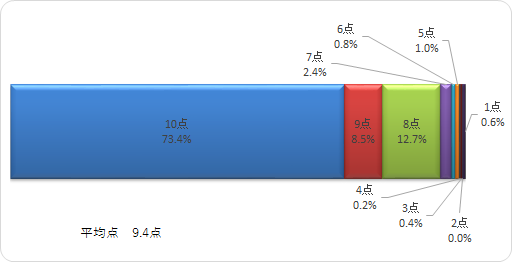 6点
0.8%
5点
1.0%
7点
2.4%
10点
73.4%
9点
8.5%
8点
12.7%
1点
0.6%
4点
0.2%
3点
0.4%
2点
0.0%
平均点 9.4点